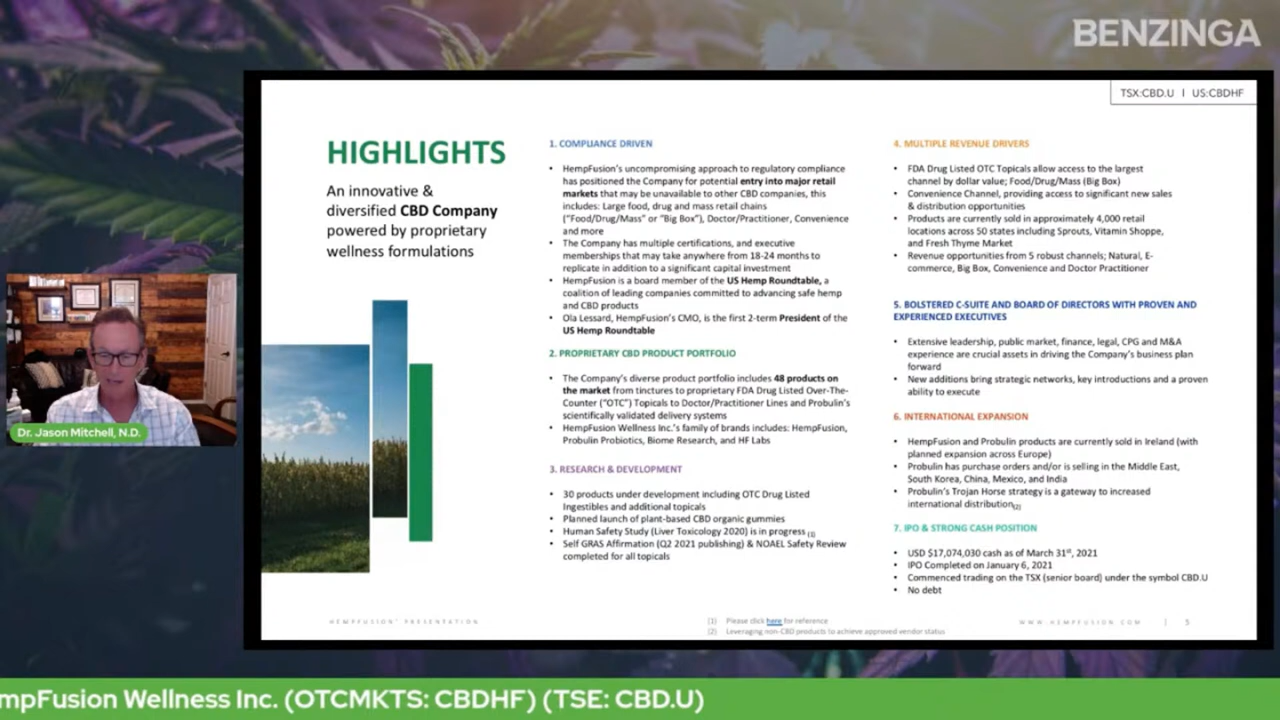 BENZINGA
TSX:CBD.U | US:CBDHF
HIGHLIGHTS
An innovative &
diversified CBD Company
powered by proprietary
wellness formulations
1. COMPLIANCE DRIVEN
• HempFusion's uncompromising approach to regulatory compliance
has positioned the Company for potential entry into major retail
markets that may be unavailable to other CBD companies, this
includes: Large food, drug and mass retail chains
("Food/Drug/Mass" or "Big Box"), Doctor/Practitioner, Convenience
and more
• The Company has multiple certifications, and executive
memberships that may take anywhere from 18-24 months to
replicate in addition to a significant capital investment
• HempFusion is a board member of the US Hemp Roundtable, a
coalition of leading companies committed to advancing safe hemp
and CBD products
• Ola Lessard, HempFusion's CMO, is the first 2-term President of the
US Hemp Roundtable
2. PROPRIETARY CBD PRODUCT PORTFOLIO
• The Company's diverse product portfolio includes 48 products on
the market from tinctures to proprietary FDA Drug Listed Over-The-
Counter ("OTC") Topicals to Doctor/Practitioner Lines and Probulin's
scientifically validated delivery systems
• HempFusion Wellness Inc.'s family of brands includes: HempFusion,
Probulin Probiotics, Biome Research, and HF Labs
3. RESEARCH & DEVELOPMENT
• 30 products under development including OTC Drug Listed
Ingestibles and additional topicals
• Planned launch of plant-based CBD organic gummies
• Human Safety Study (Liver Toxicology 2020) is in progress (1)
• Self GRAS Affirmation (Q2 2021 publishing) & NOAEL Safety Review
completed for all topicals
4. MULTIPLE REVENUE DRIVERS
• FDA Drug Listed OTC Topicals allow access to the largest
channel by dollar value; Food/Drug/Mass (Big Box)
• Convenience Channel, providing access to significant new sales
& distribution opportunities
• Products are currently sold in approximately 4,000 retail
locations across 50 states including Sprouts, Vitamin Shoppe,
and Fresh Thyme Market
• Revenue opportunities from 5 robust channels; Natural, E-
commerce, Big Box, Convenience and Doctor Practitioner
5. BOLSTERED C-SUITE AND BOARD OF DIRECTORS WITH PROVEN AND
EXPERIENCED EXECUTIVES
• Extensive leadership, public market, finance, legal, CPG and M&A
experience are crucial assets in driving the Company's business plan
forward
• New additions bring strategic networks, key introductions and a proven
ability to execute
6. INTERNATIONAL EXPANSION
• HempFusion and Probulin products are currently sold in Ireland (with
planned expansion across Europe)
• Probulin has purchase orders and/or is selling in the Middle East,
South Korea, China, Mexico, and India
• Probulin's Trojan Horse strategy is a gateway to increased
international distribution(2)
7. IPO & STRONG CASH POSITION
• USD $17,074,030 cash as of March 31st, 2021
• IPO Completed on January 6, 2021
• Commenced trading on the TSX (senior board) under the symbol CBD.U
• No debt
HEMPFUSION' PRESENTATION
(1) Please click here for reference
(2) Leveraging non-CBD products to achieve approved vendor status
WWW.HEMPFUSION.COM | 5
Dr. Jason Mitchell, N.D.
mpFusion Wellness Inc. (OTCMKTS: CBDHF) (TSE: CBD.U)